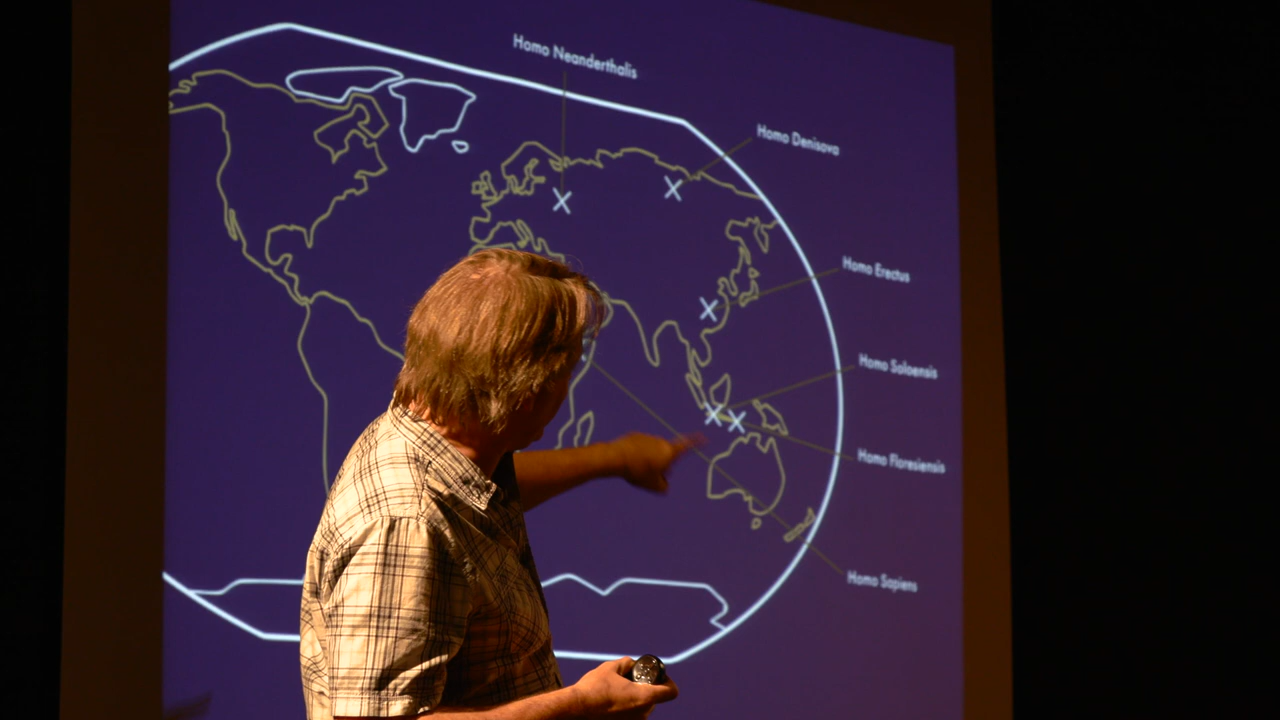 Homo Neanderthalis
Homo Denisova
Homo Erectus
Homo Soloensis
Homo Floresiensis
Homo Sapiens